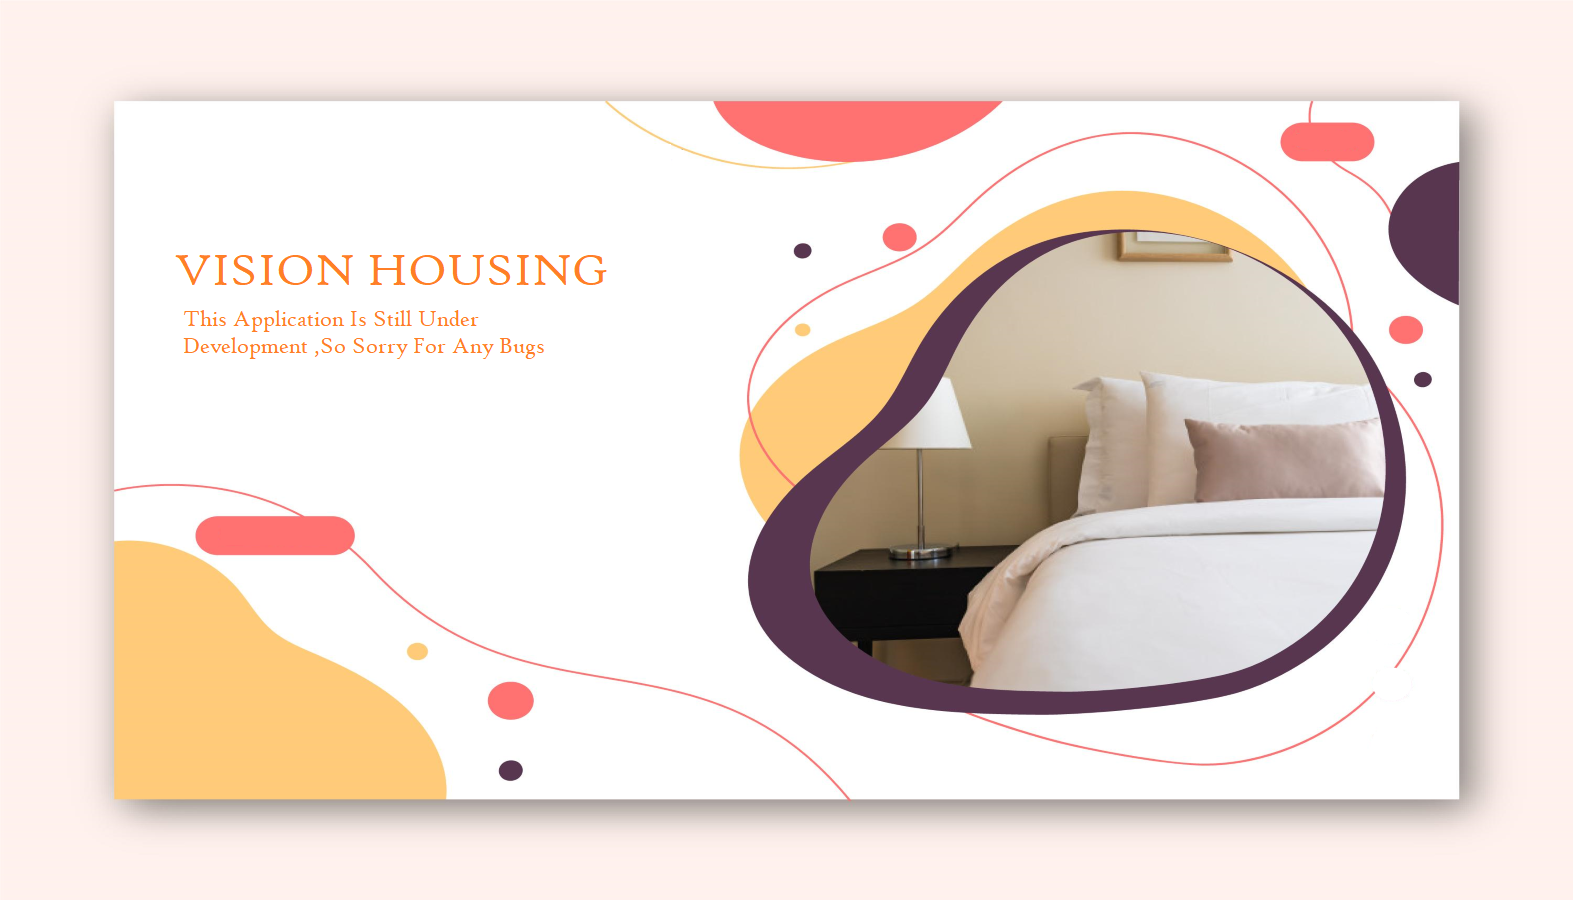 VISION HOUSING
This Application Is Still Under
Development ,So Sorry For Any Bugs